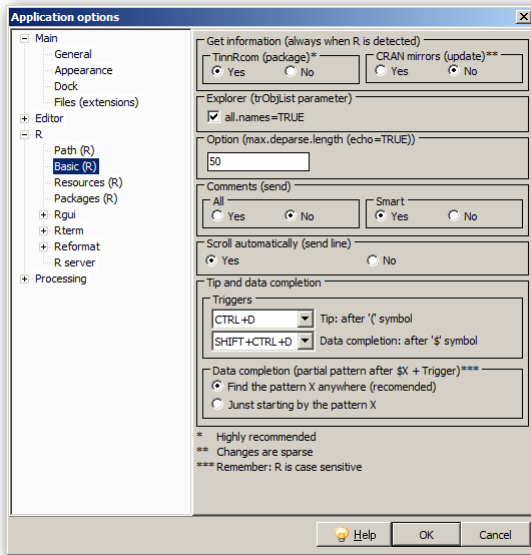 Application options
Main
General
Appearance
Dock
Files (extensions)
Editor
R
Path (R)
Basic (R)
Resources (R)
Packages (R)
Rgui
Rterm
Reformat
R server
Processing
Get information (always when R is detected)
TinnRcom (package)*
Yes No
CRAN mirrors (update)**
Yes No
Explorer (trObjList parameter)
all.names=TRUE
Option (max.deparse.length (echo=TRUE))
50
Comments (send)
All
Yes No
Smart
Yes No
Scroll automatically (send line)
Yes No
Tip and data completion
Triggers
CTRL+D Tip: after '(' symbol
SHIFT+CTRL+D Data completion: after '$' symbol
Data completion (partial pattern after $X + Trigger)***
Find the pattern X anywhere (recomended)
Junst starting by the pattern X
* Highly recommended
** Changes are sparse
*** Remember: R is case sensitive
Help OK Cancel